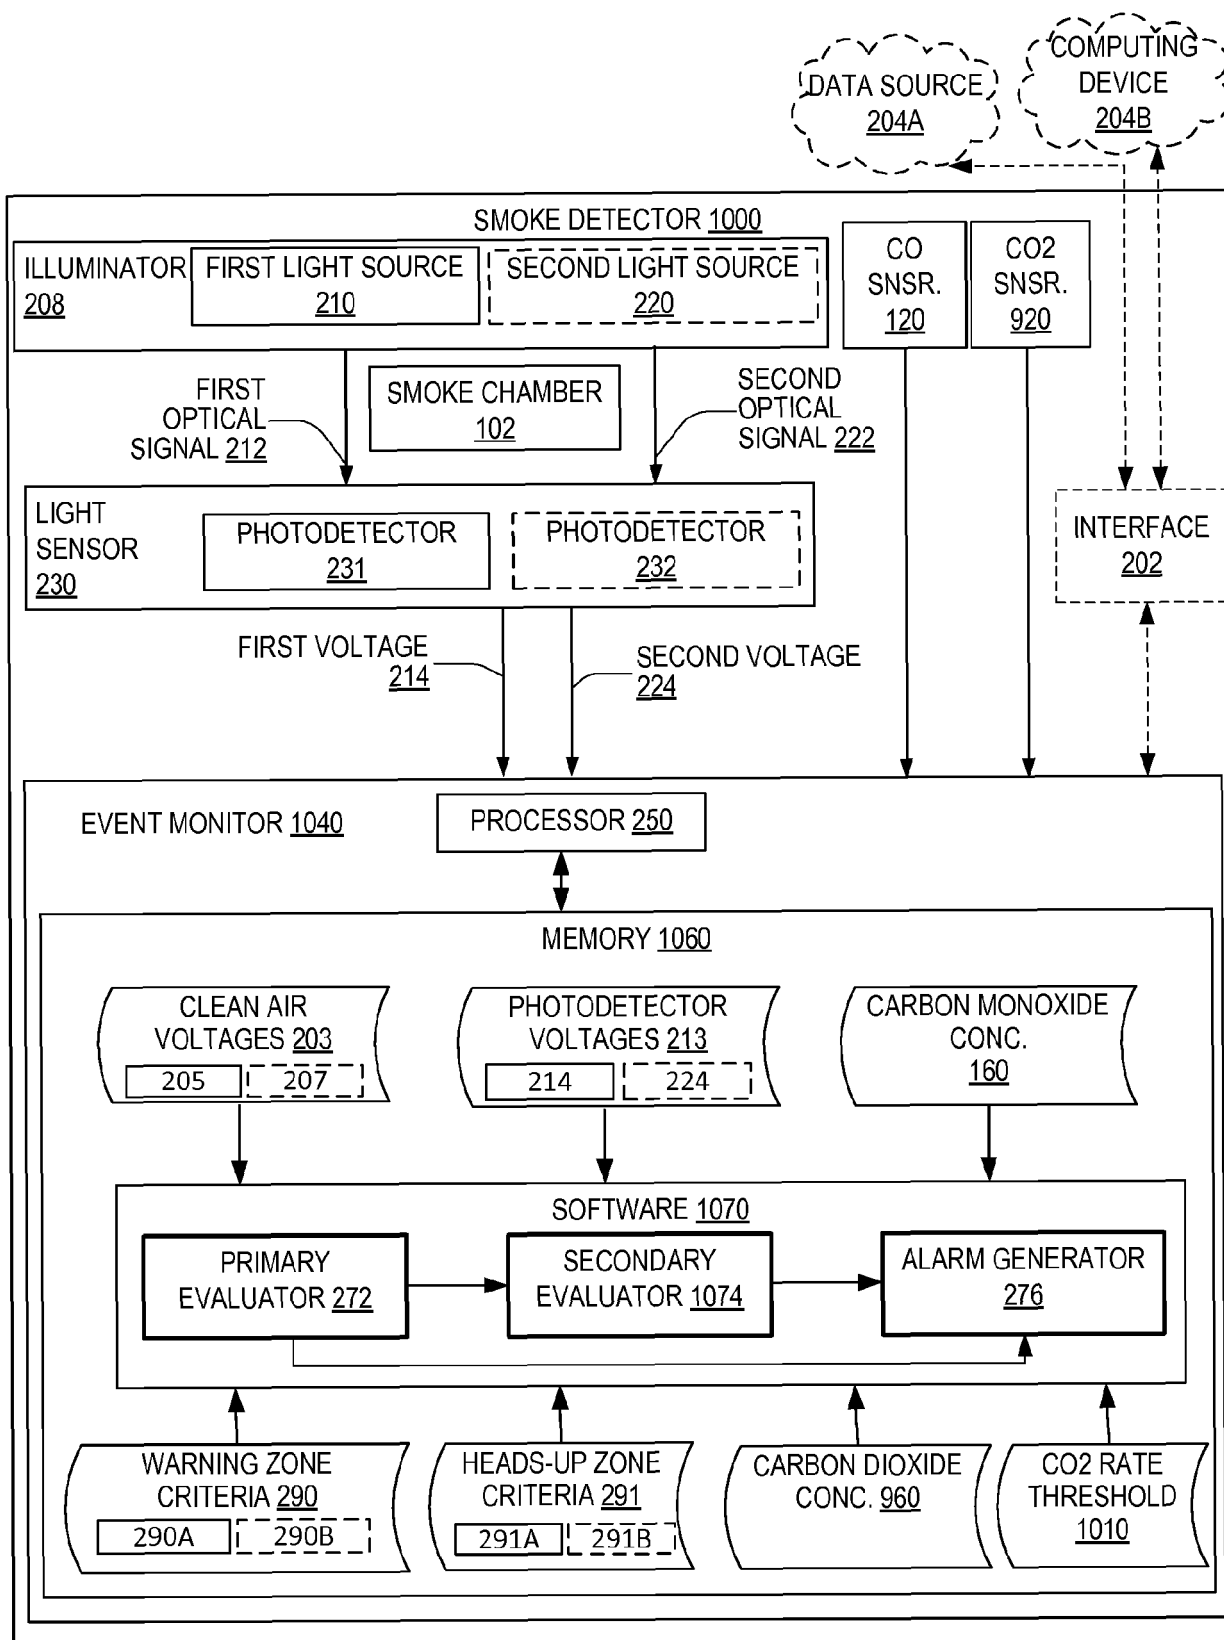 COMPUTING
DEVICE
204B
DATA SOURCE
204A
SMOKE DETECTOR 1000
ILLUMINATOR
208
FIRST LIGHT SOURCE
210
SECOND LIGHT SOURCE
220
CO
SNSR.
120
CO2
SNSR.
920
FIRST
OPTICAL
SIGNAL 212
SMOKE CHAMBER
102
SECOND
OPTICAL
SIGNAL 222
LIGHT
SENSOR
230
PHOTODETECTOR
231
PHOTODETECTOR
232
INTERFACE
202
FIRST VOLTAGE
214
SECOND VOLTAGE
224
EVENT MONITOR 1040
PROCESSOR 250
MEMORY 1060
CLEAN AIR
VOLTAGES 203
205
207
PHOTODETECTOR
VOLTAGES 213
214
224
CARBON MONOXIDE
CONC.
160
SOFTWARE 1070
PRIMARY
EVALUATOR 272
SECONDARY
EVALUATOR 1074
ALARM GENERATOR
276
WARNING ZONE
CRITERIA 290
290A
290B
HEADS-UP ZONE
CRITERIA 291
291A
291B
CARBON DIOXIDE
CONC. 960
CO2 RATE
THRESHOLD
1010